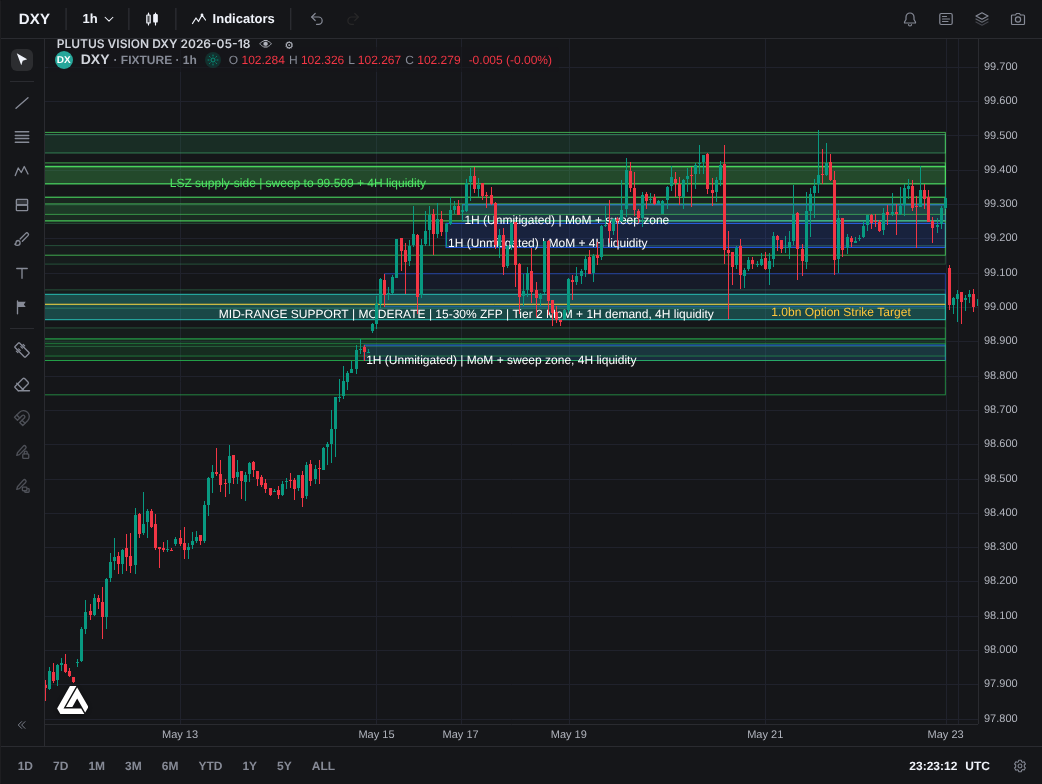 DXY 1h Indicators
PLUTUS VISION DXY 2026-05-18
DX DXY · FIXTURE · 1h O 102.284 H 102.326 L 102.267 C 102.279 -0.005 (-0.00%)
99.700
99.600
99.500
99.400
LSZ supply-side | sweep to 99.509 + 4H liquidity
99.300
1H (Unmitigated) | MoM + sweep zone
99.200
1H (Unmitigated) | MoM + 4H liquidity
99.100
99.000
MID-RANGE SUPPORT | MODERATE | 15-30% ZFP | Tier 2 MoM + 1H demand, 4H liquidity
1.0bn Option Strike Target
98.900
1H (Unmitigated) | MoM + sweep zone, 4H liquidity
98.800
98.700
98.600
98.500
98.400
98.300
98.200
98.100
98.000
97.900
97.800
May 13 May 15 May 17 May 19 May 21 May 23
1D 7D 1M 3M 6M YTD 1Y 5Y ALL 23:23:12 UTC